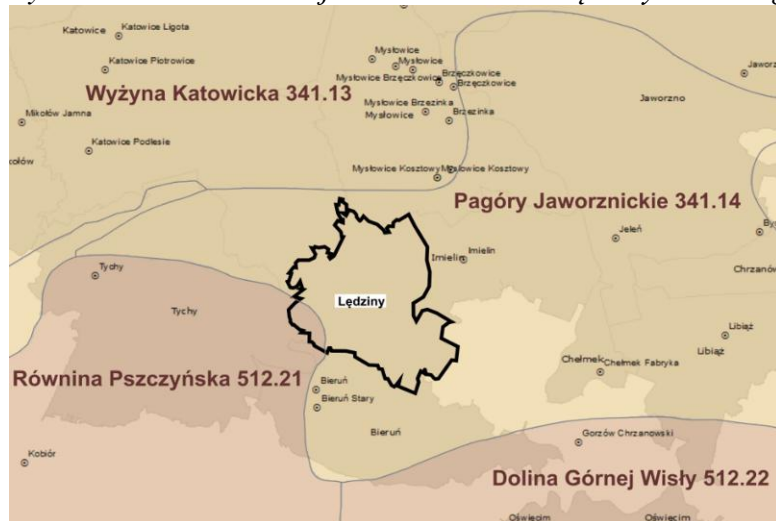 Katowice
Katowice Ligota
Katowice Piotrowice
Wyżyna Katowicka 341.13
Mikołów Jamna
Katowice Podlesie
Mysłowice
Mysłowice
Mysłowice Brzęczkowice
Brzęczkowice
Brzęczkowice
Mysłowice Brzezinka
Mysłowice
Brzezinka
Mysłowice Kosztowy
Mysłowice Kosztowy
Jaworzno
Pagóry Jaworznickie 341.14
Jeleń
Imielin
Imielin
Chrzanów
Tychy
Tychy
Lędziny
Libiąż
Libiąż
Chełmek
Chełmek Fabryka
Równina Pszczyńska 512.21
Bieruń
Bieruń Stary
Bieruń
Kobiór
Gorzów Chrzanowski
Dolina Górnej Wisły 512.22
Oświęcim
Oświęcim